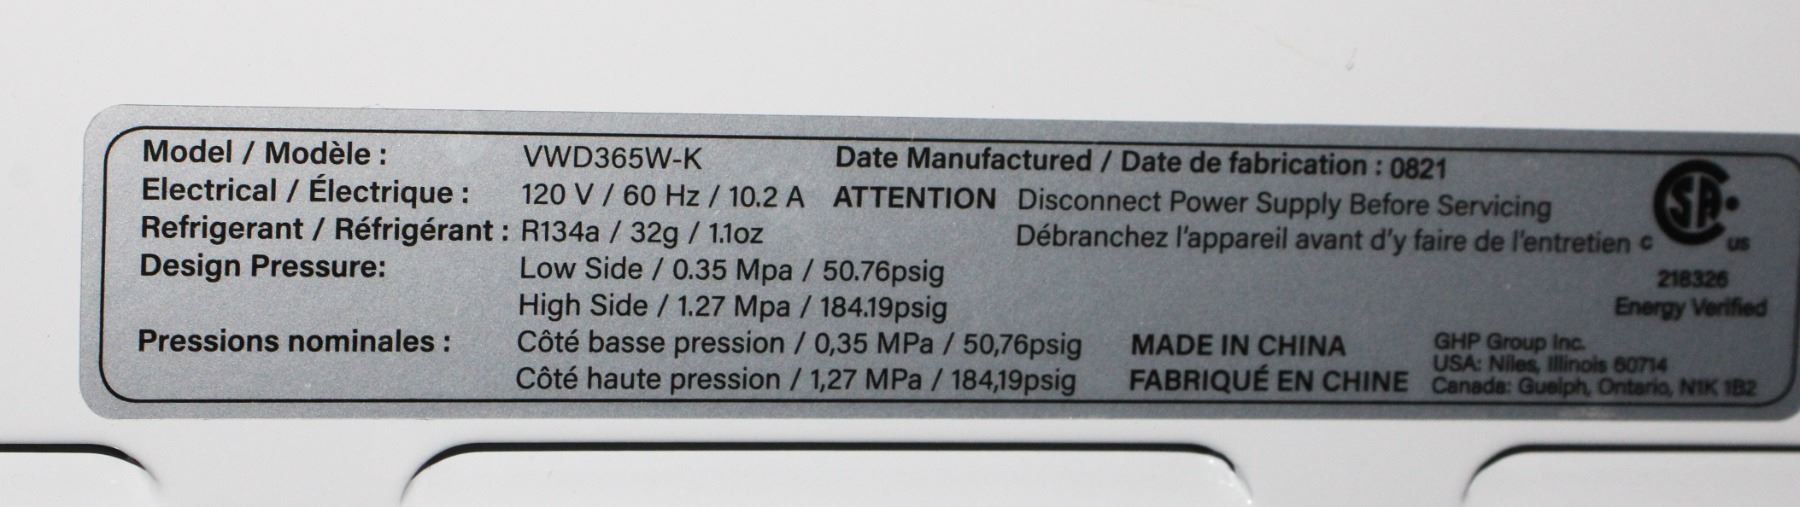 Model / Modèle : VWD365W-K Date Manufactured / Date de fabrication : 0821
Electrical / Électrique : 120 V / 60 Hz / 10.2 A ATTENTION Disconnect Power Supply Before Servicing
Refrigerant / Réfrigérant : R134a / 32g / 1.1oz Débranchez l'appareil avant d'y faire de l'entretien
Design Pressure: Low Side / 0.35 Mpa / 50.76psig
High Side / 1.27 Mpa / 184.19psig
Pressions nominales : Côté basse pression / 0,35 MPa / 50,76psig
Côté haute pression / 1,27 MPa / 184,19psig
MADE IN CHINA
FABRIQUÉ EN CHINE
C SA US
218326
Energy Verified
GHP Group Inc.
USA: Niles, Illinois 60714
Canada: Guelph, Ontario, N1K 1B2